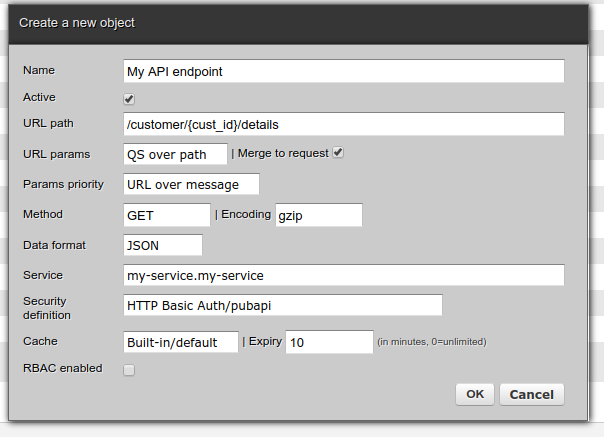 Create a new object
Name My API endpoint
Active
URL path /customer/{cust_id}/details
URL params QS over path | Merge to request
Params priority URL over message
Method GET | Encoding gzip
Data format JSON
Service my-service.my-service
Security
definition HTTP Basic Auth/pubapi
Cache Built-in/default | Expiry 10 (in minutes, 0=unlimited)
RBAC enabled
OK Cancel